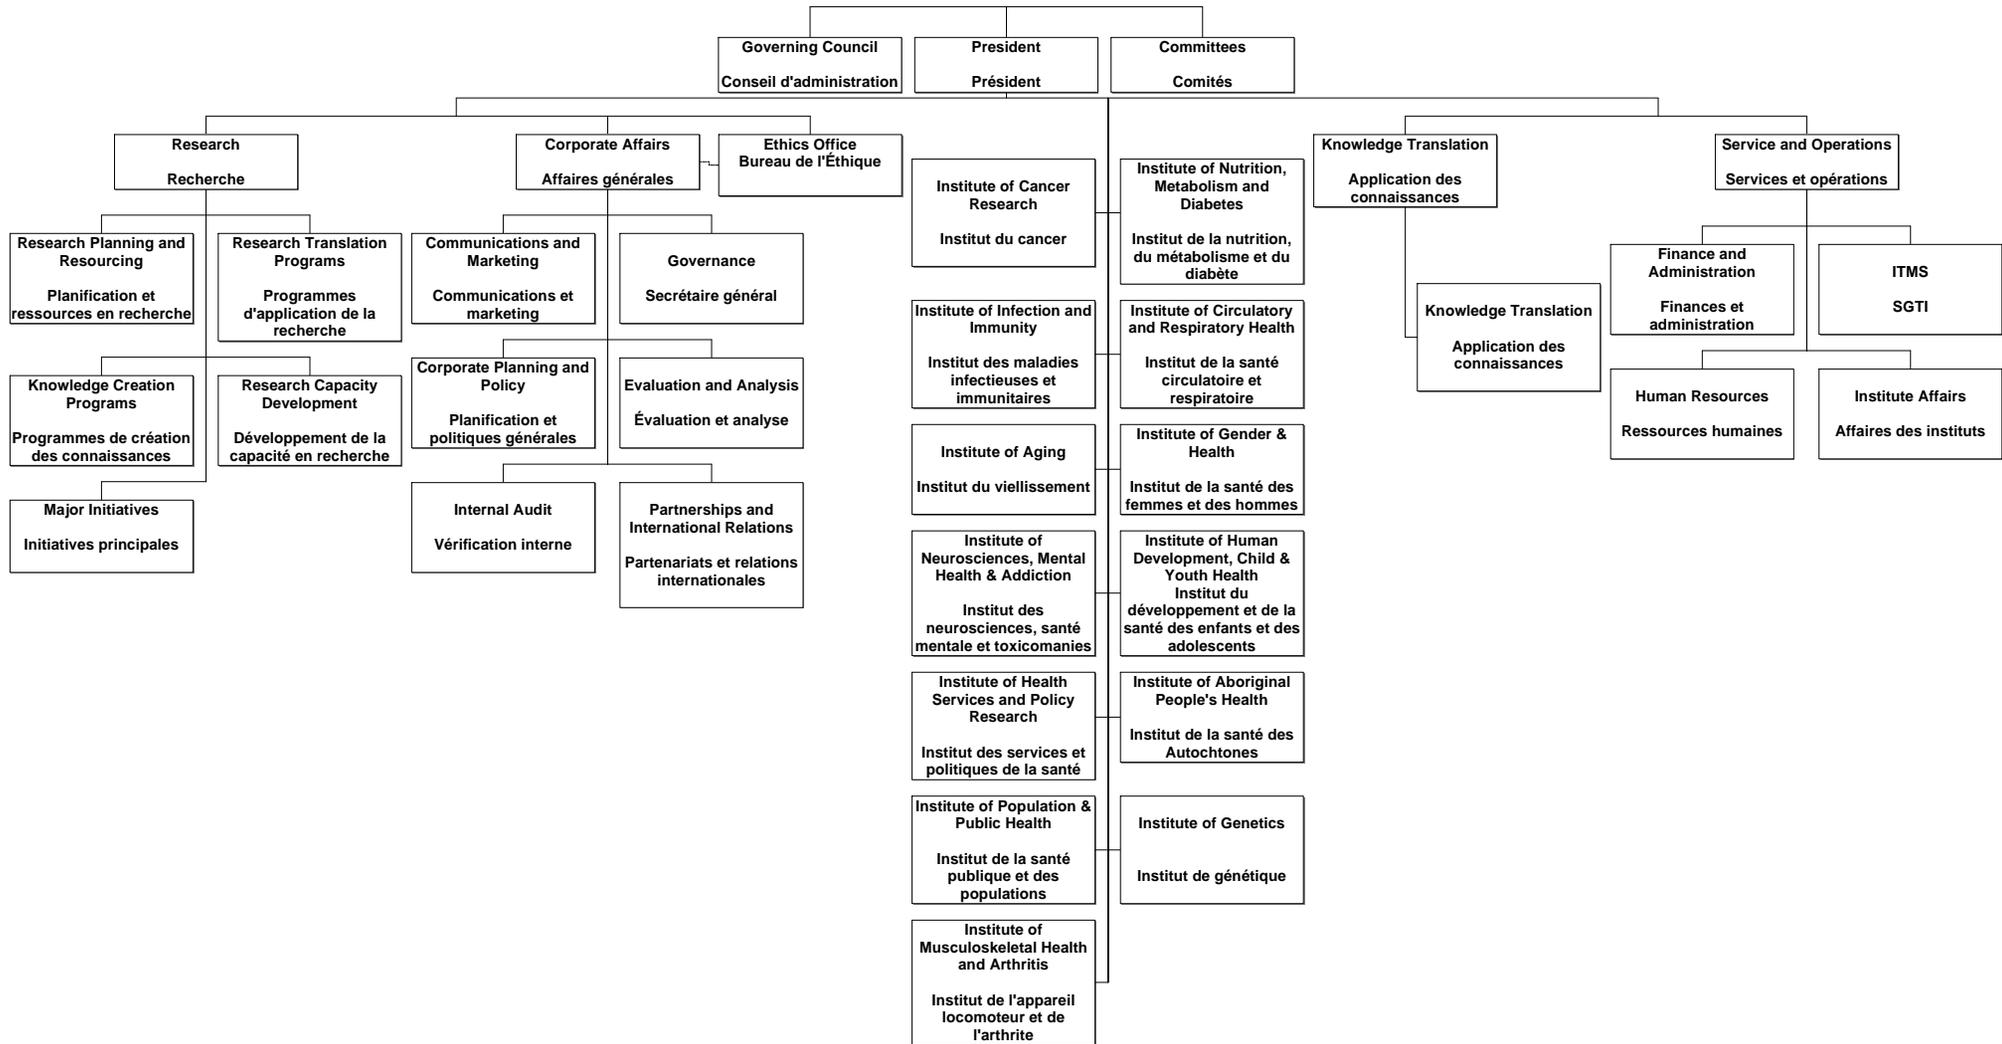 Governing Council
Conseil d'administration
President
Président
Committees
Comités
Research
Recherche
Corporate Affairs
Affaires générales
Ethics Office
Bureau de l'Éthique
Knowledge Translation
Application des
connaissances
Service and Operations
Services et opérations
Research Planning and
Resourcing
Planification et
ressources en recherche
Research Translation
Programs
Programmes
d'application de la
recherche
Knowledge Creation
Programs
Programmes de création
des connaissances
Research Capacity
Development
Développement de la
capacité en recherche
Major Initiatives
Initiatives principales
Communications and
Marketing
Communications et
marketing
Governance
Secrétaire général
Corporate Planning and
Policy
Planification et
politiques générales
Evaluation and Analysis
Évaluation et analyse
Internal Audit
Vérification interne
Partnerships and
International Relations
Partenariats et relations
internationales
Institute of Cancer
Research
Institut du cancer
Institute of Nutrition,
Metabolism and
Diabetes
Institut de la nutrition,
du métabolisme et du
diabète
Institute of Infection and
Immunity
Institut des maladies
infectieuses et
immunitaires
Institute of Circulatory
and Respiratory Health
Institut de la santé
circulatoire et
respiratoire
Institute of Aging
Institut du viellissement
Institute of Gender &
Health
Institut de la santé des
femmes et des hommes
Institute of
Neurosciences, Mental
Health & Addiction
Institut des
neurosciences, santé
mentale et toxicomanies
Institute of Human
Development, Child &
Youth Health
Institut du
développement et de la
santé des enfants et des
adolescents
Institute of Health
Services and Policy
Research
Institut des services et
politiques de la santé
Institute of Aboriginal
People's Health
Institut de la santé des
Autochtones
Institute of Population &
Public Health
Institut de la santé
publique et des
populations
Institute of Genetics
Institut de génétique
Institute of
Musculoskeletal Health
and Arthritis
Institut de l'appareil
locomoteur et de
l'arthrite
Knowledge Translation
Application des
connaissances
Finance and
Administration
Finances et
administration
ITMS
SGTI
Human Resources
Ressources humaines
Institute Affairs
Affaires des instituts